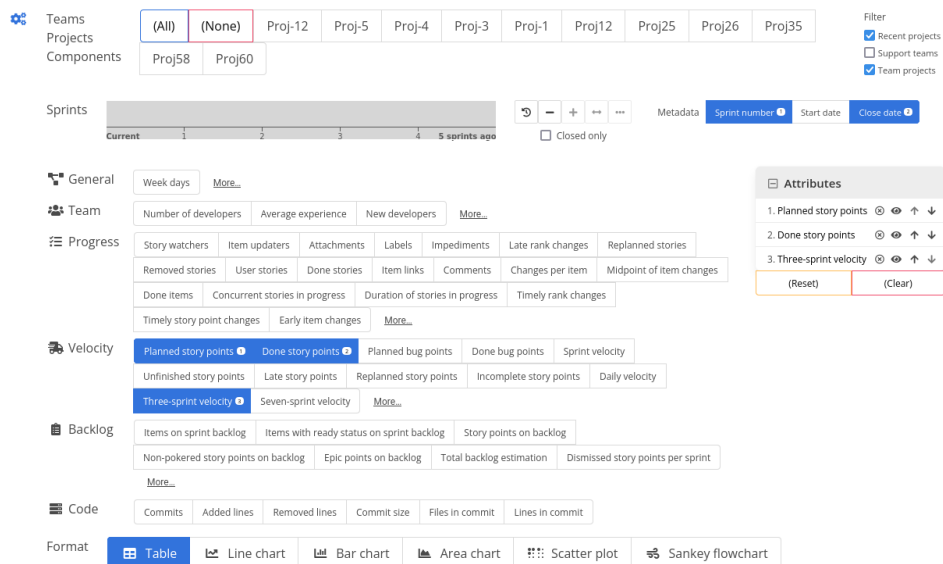 Teams
Projects
Components
(All) (None) Proj-12 Proj-5 Proj-4 Proj-3 Proj-1 Proj12 Proj25 Proj26 Proj35
Proj58 Proj60
Filter
Recent projects
Support teams
Team projects
Sprints
Current 1 2 3 4 5 sprints ago
Closed only
Metadata Sprint number 1 Start date Close date 2
General Week days More...
Team Number of developers Average experience New developers More...
Progress Story watchers Item updaters Attachments Labels Impediments Late rank changes Replanned stories
Removed stories User stories Done stories Item links Comments Changes per item Midpoint of item changes
Done items Concurrent stories in progress Duration of stories in progress Timely rank changes
Timely story point changes Early item changes More...
Velocity Planned story points 1 Done story points 2 Planned bug points Done bug points Sprint velocity
Unfinished story points Late story points Replanned story points Incomplete story points Daily velocity
Three-sprint velocity 3 Seven-sprint velocity More...
Backlog Items on sprint backlog Items with ready status on sprint backlog Story points on backlog
Non-pokered story points on backlog Epic points on backlog Total backlog estimation Dismissed story points per sprint
More...
Code Commits Added lines Removed lines Commit size Files in commit Lines in commit
Format Table Line chart Bar chart Area chart Scatter plot Sankey flowchart
Attributes
1. Planned story points
2. Done story points
3. Three-sprint velocity
(Reset) (Clear)